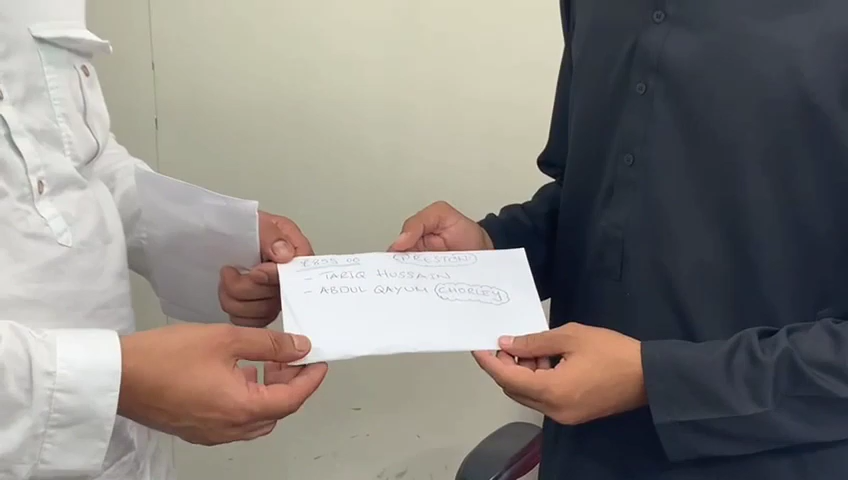 £855.00 PRESTON
- TARIQ HUSSAIN
- ABDUL QAYUM CHORLEY